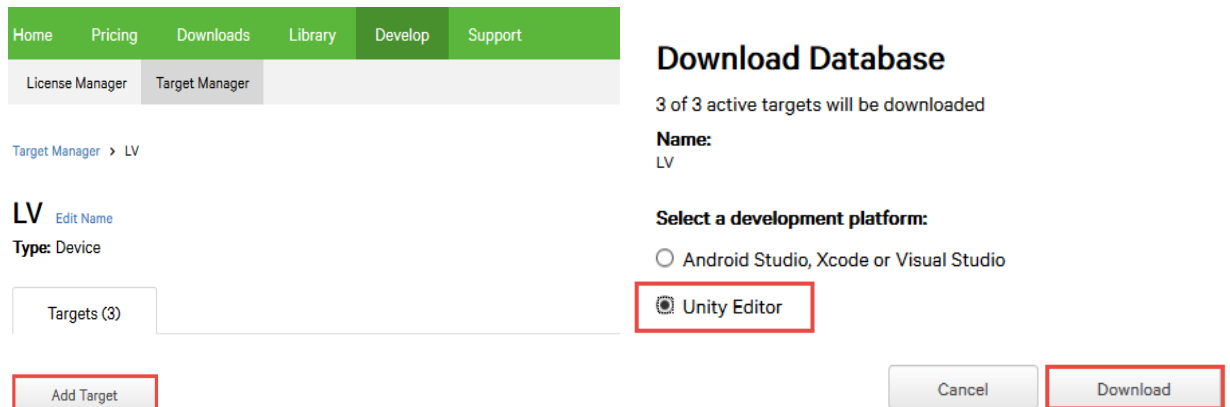 Home Pricing Downloads Library Develop Support
License Manager Target Manager
Target Manager > LV
LV Edit Name
Type: Device
Targets (3)
Add Target
Download Database
3 of 3 active targets will be downloaded
Name:
LV
Select a development platform:
Android Studio, Xcode or Visual Studio
Unity Editor
Cancel Download